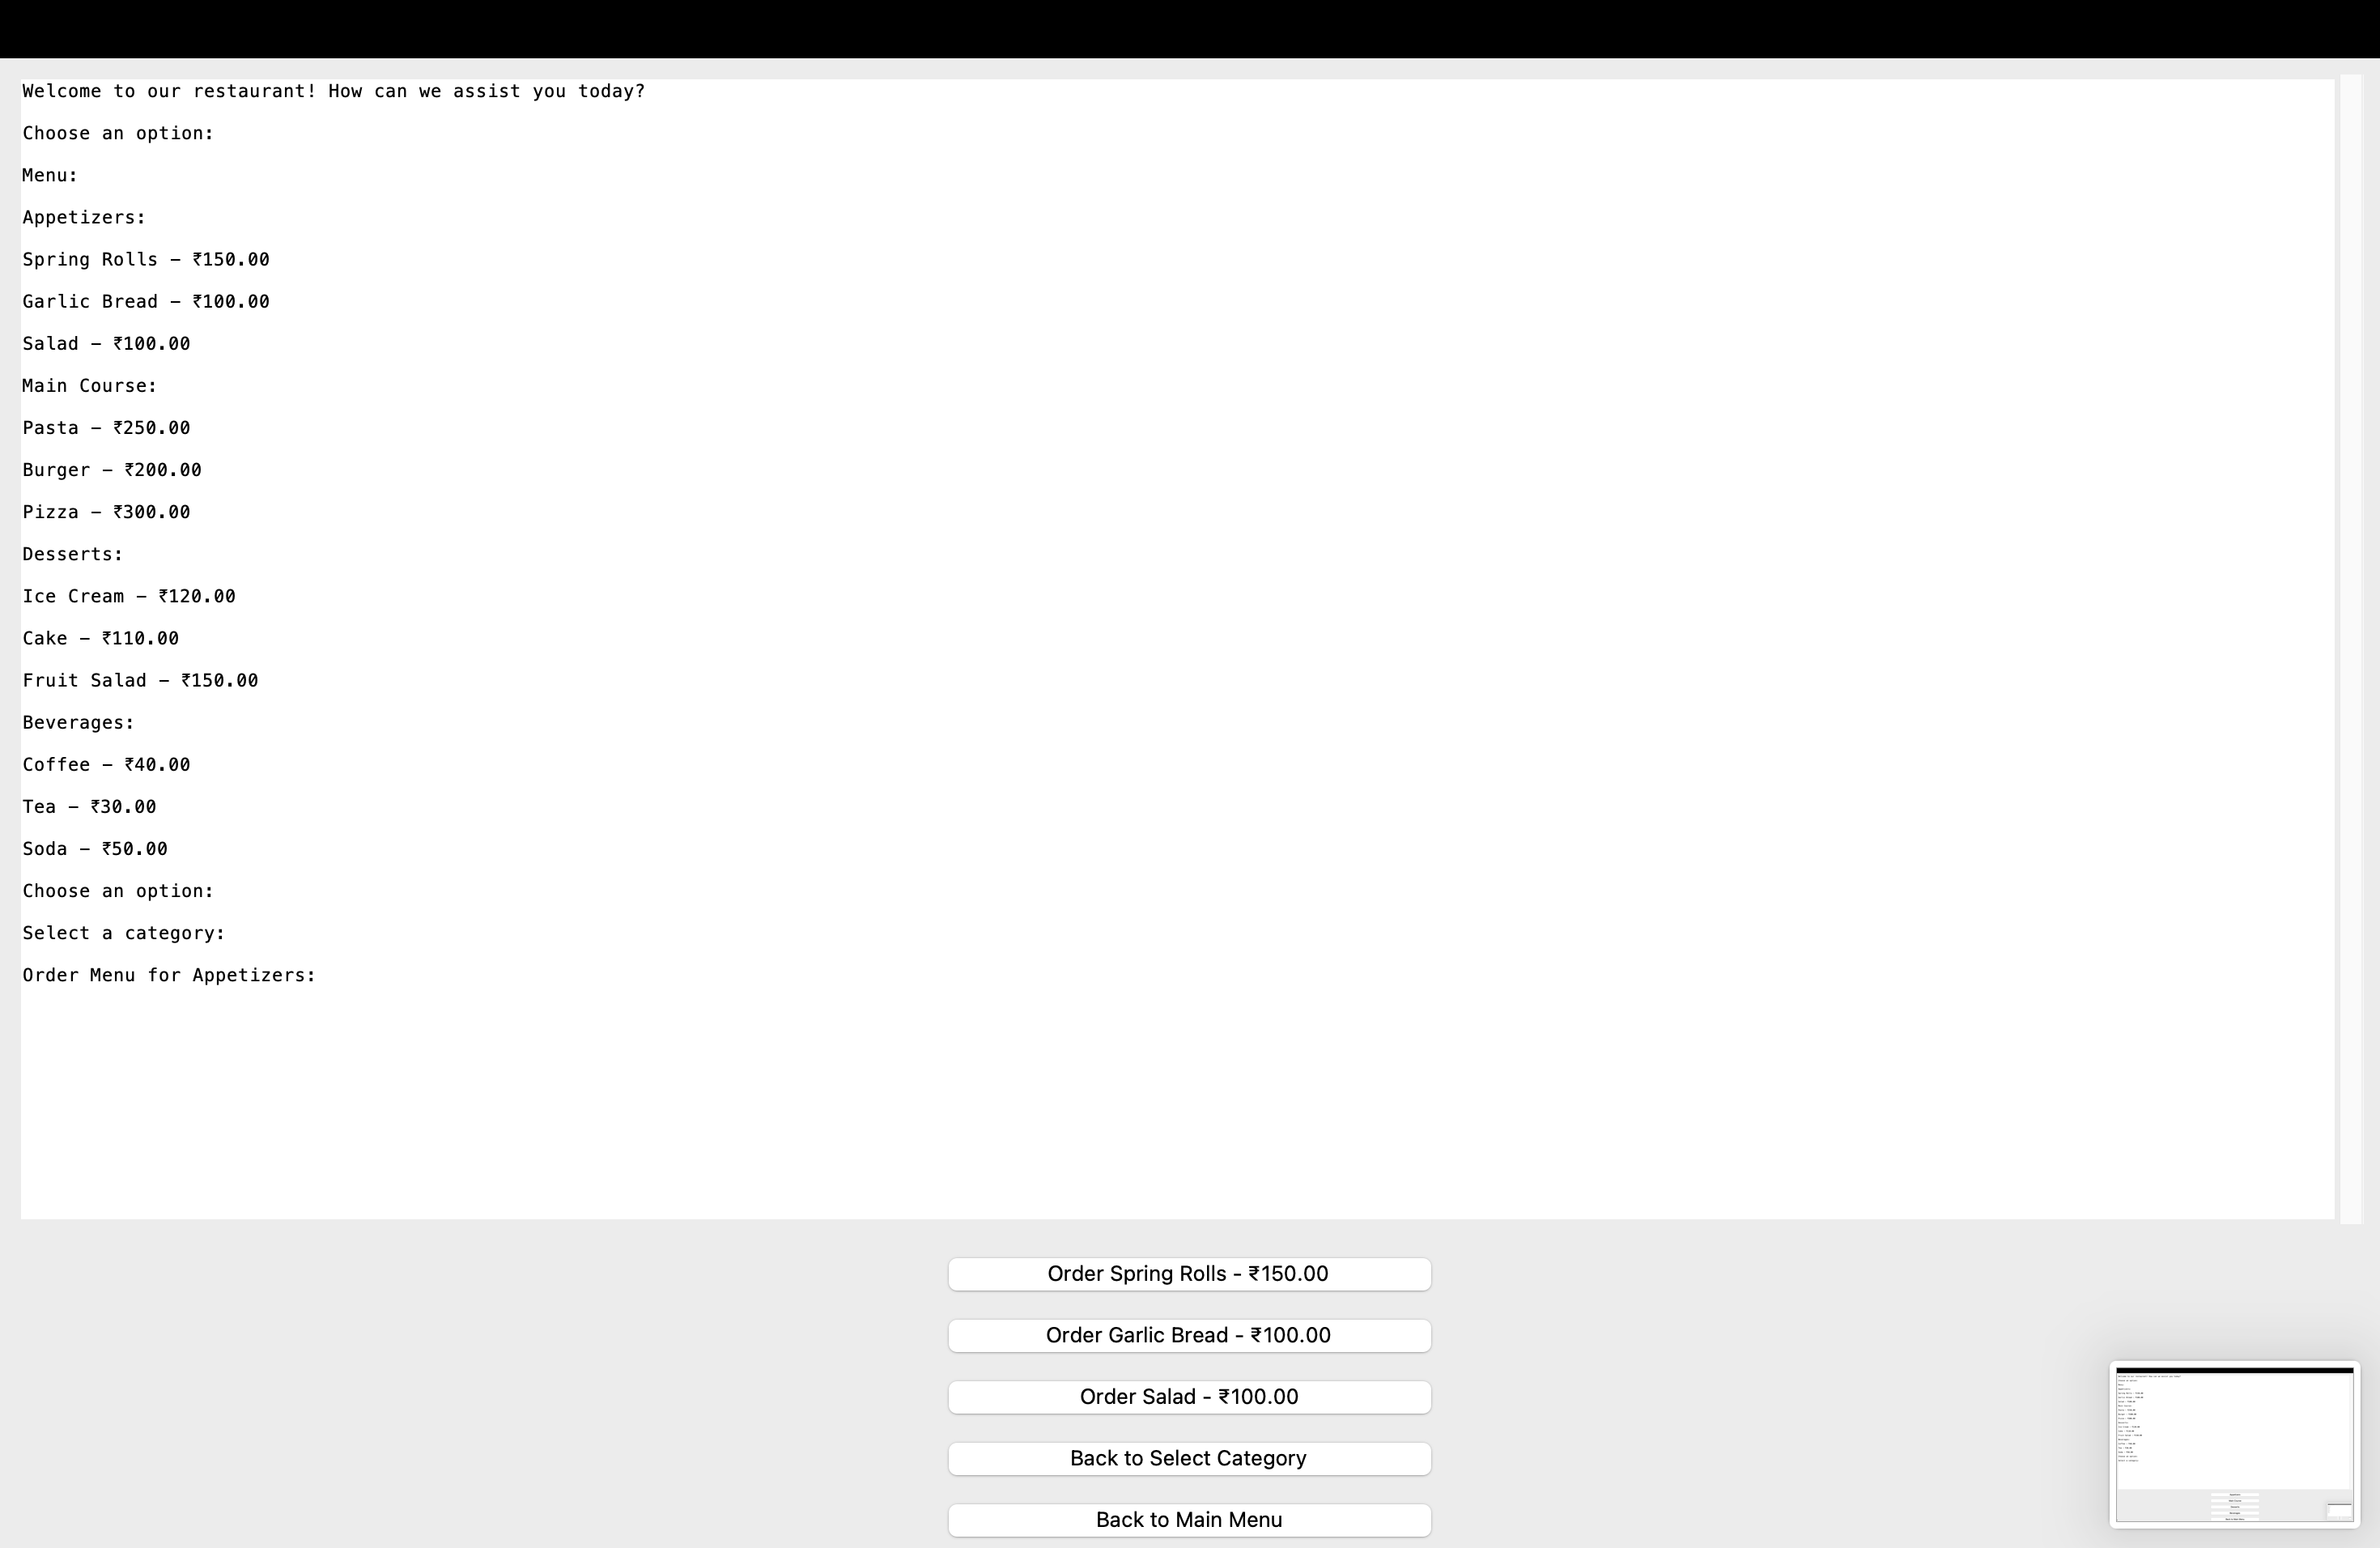 Welcome to our restaurant! How can we assist you today?
Choose an option:
Menu:
Appetizers:
Spring Rolls - ₹150.00
Garlic Bread - ₹100.00
Salad - ₹100.00
Main Course:
Pasta - ₹250.00
Burger - ₹200.00
Pizza - ₹300.00
Desserts:
Ice Cream - ₹120.00
Cake - ₹110.00
Fruit Salad - ₹150.00
Beverages:
Coffee - ₹40.00
Tea - ₹30.00
Soda - ₹50.00
Choose an option:
Select a category:
Order Menu for Appetizers:
Order Spring Rolls - ₹150.00
Order Garlic Bread - ₹100.00
Order Salad - ₹100.00
Back to Select Category
Back to Main Menu